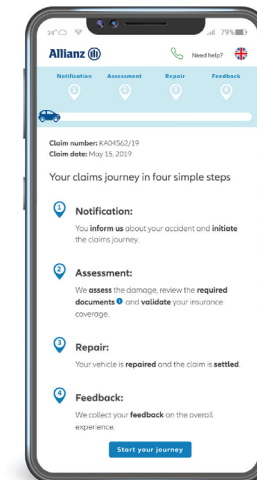 24°C 79%
Allianz Need help?
Notification Assessment Repair Feedback
1 2 3 4
Claim number: KA04562/19
Claim date: May 15, 2019
Your claims journey in four simple steps
1 Notification:
You inform us about your accident and initiate
the claims journey.
2 Assessment:
We assess the damage, review the required
documents and validate your insurance
coverage.
3 Repair:
Your vehicle is repaired and the claim is settled.
4 Feedback:
We collect your feedback on the overall
experience.
Start your journey